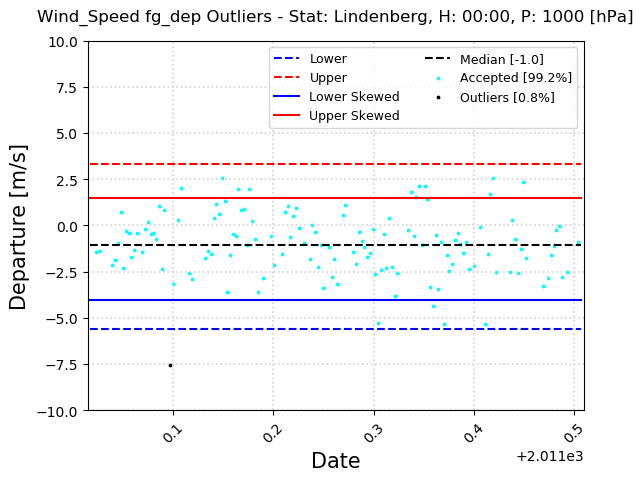 Wind_Speed fg_dep Outliers - Stat: Lindenberg, H: 00:00, P: 1000 [hPa]
Lower
Upper
Lower Skewed
Upper Skewed
Median [-1.0]
Accepted [99.2%]
Outliers [0.8%]
Departure [m/s]
10.0
7.5
5.0
2.5
0.0
−2.5
−5.0
−7.5
−10.0
0.1
0.2
0.3
0.4
0.5
+2.011e3
Date